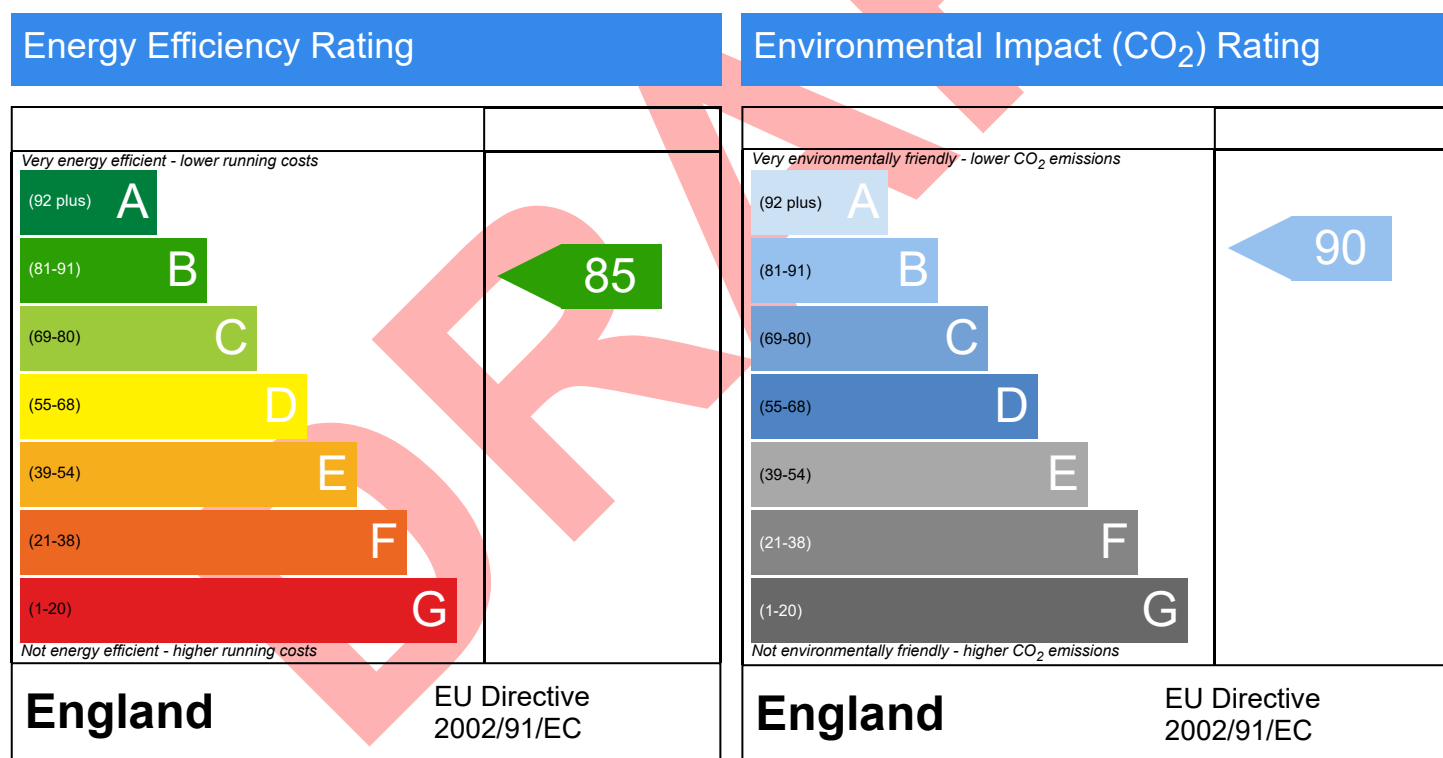 Energy Efficiency Rating
Very energy efficient - lower running costs
(92 plus) A
(81-91) B
(69-80) C
(55-68) D
(39-54) E
(21-38) F
(1-20) G
85
Not energy efficient - higher running costs
England
EU Directive
2002/91/EC
Environmental Impact (CO2) Rating
Very environmentally friendly - lower CO2 emissions
(92 plus) A
(81-91) B
(69-80) C
(55-68) D
(39-54) E
(21-38) F
(1-20) G
90
Not environmentally friendly - higher CO2 emissions
England
EU Directive
2002/91/EC